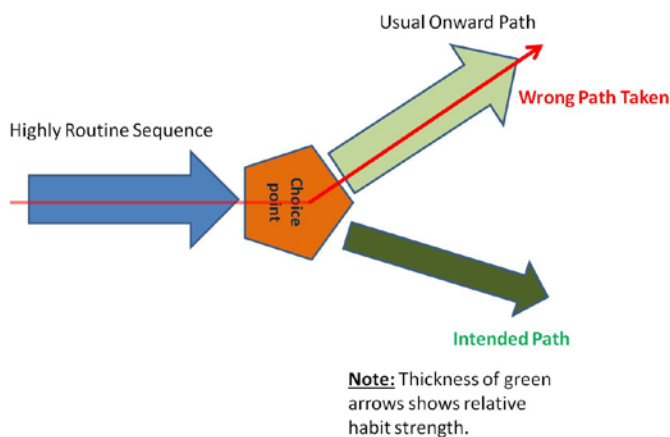 Usual Onward Path
Wrong Path Taken
Highly Routine Sequence
Choice
point
Intended Path
Note: Thickness of green
arrows shows relative
habit strength.